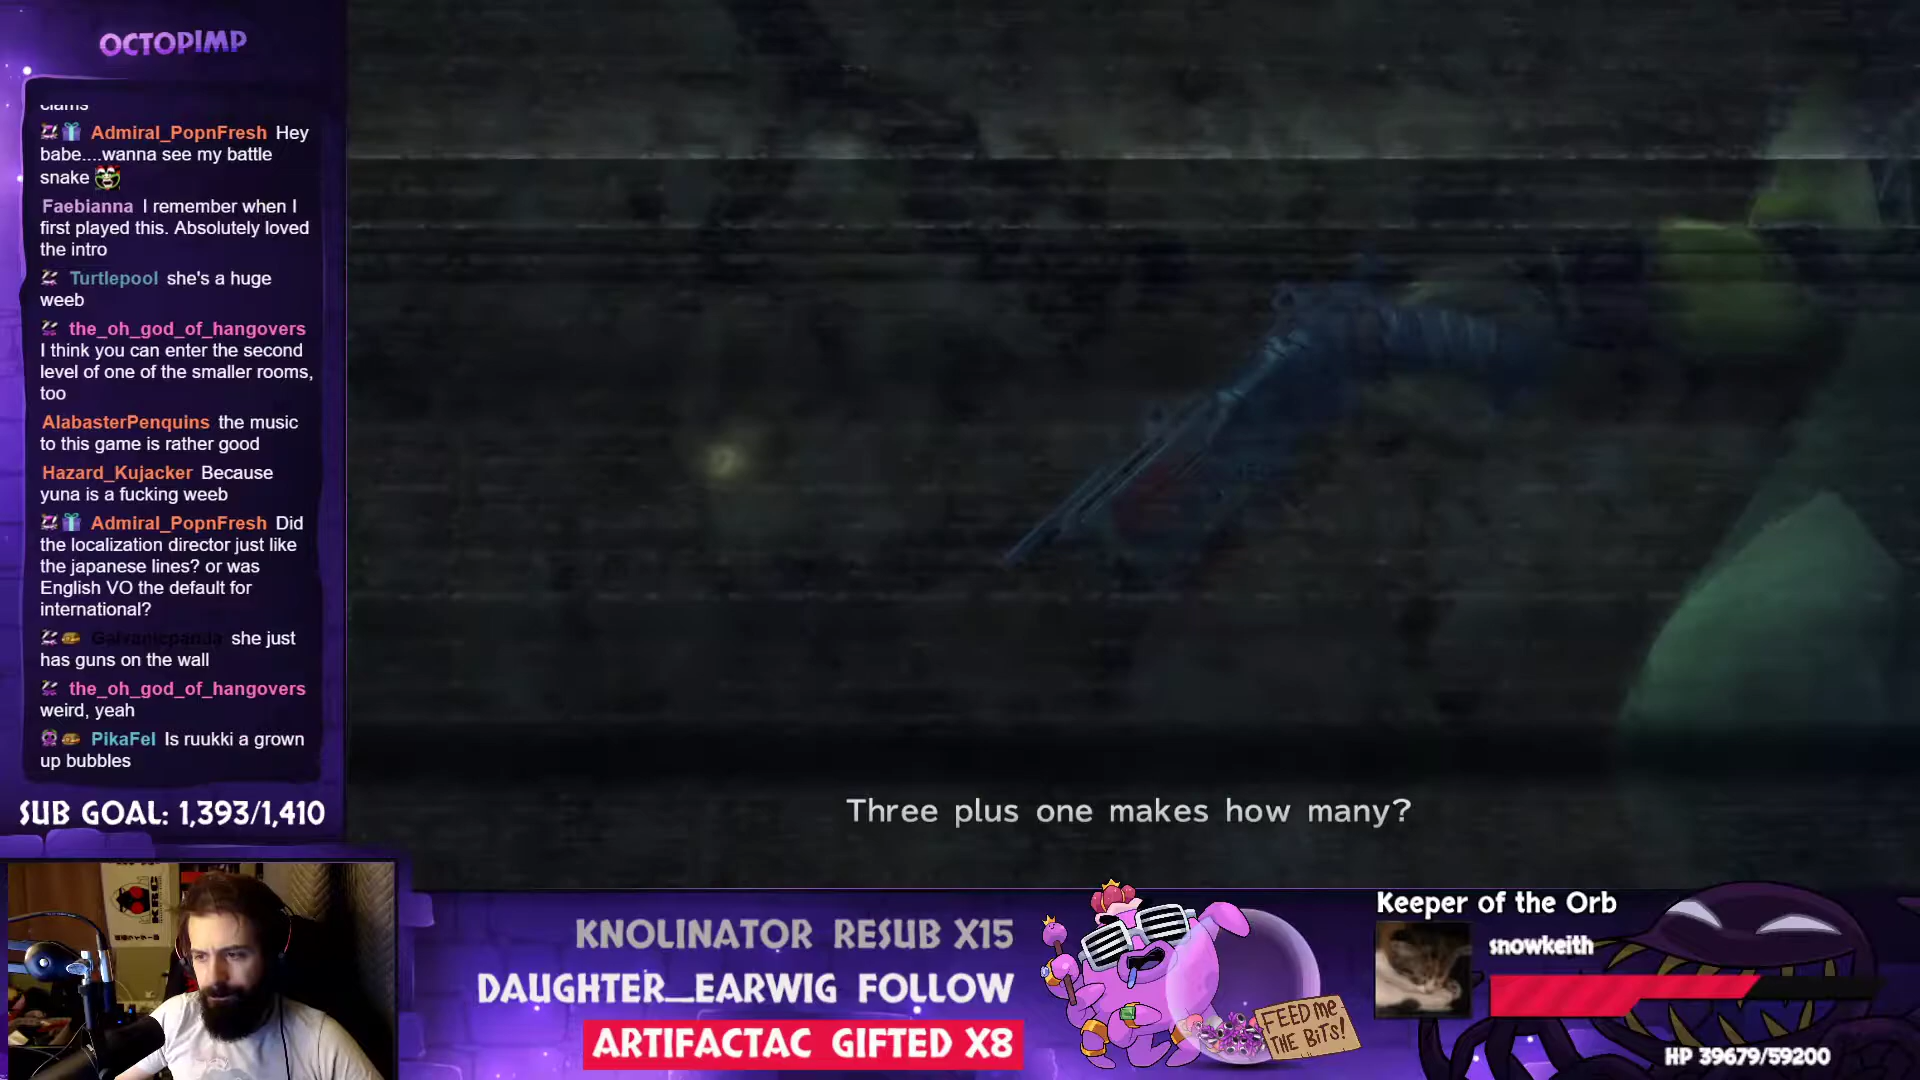 OCTOPIMP
clams
Admiral_PopnFresh Hey
babe....wanna see my battle
snake
Faebianna I remember when I
first played this. Absolutely loved
the intro
Turtlepool she's a huge
weeb
the_oh_god_of_hangovers
I think you can enter the second
level of one of the smaller rooms,
too
AlabasterPenquins the music
to this game is rather good
Hazard_Kujacker Because
yuna is a fucking weeb
Admiral_PopnFresh Did
the localization director just like
the japanese lines? or was
English VO the default for
international?
Galvanicpanda she just
has guns on the wall
the_oh_god_of_hangovers
weird, yeah
PikaFel Is ruukki a grown
up bubbles
SUB GOAL: 1,393/1,410
Three plus one makes how many?
KNOLINATOR RESUB X15
DAUGHTER_EARWIG FOLLOW
ARTIFACTAC GIFTED X8
FEED ME
THE BITS!
Keeper of the Orb
snowkeith
HP 39679/59200